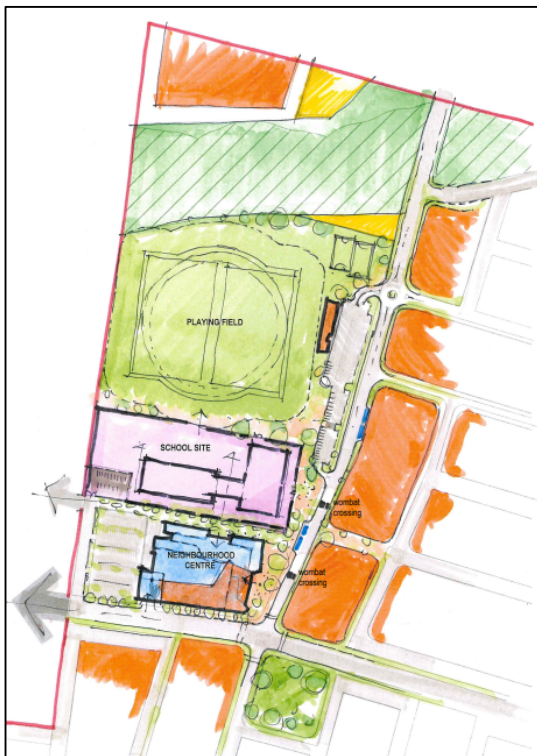 PLAYING FIELD
SCHOOL SITE
wombat
crossing
NEIGHBOURHOOD
CENTRE
wombat
crossing